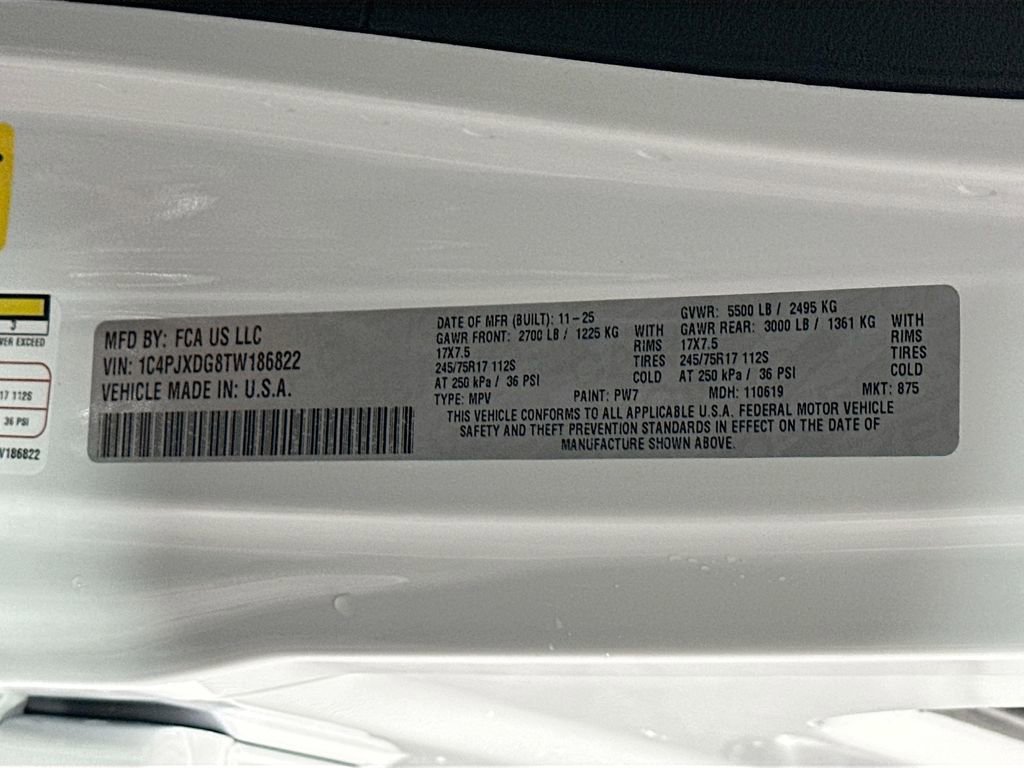 3
VER EXCEED
17 112S
36 PSI
W186822
MFD BY: FCA US LLC
VIN: 1C4PJXDG8TW186822
VEHICLE MADE IN: U.S.A.
DATE OF MFR (BUILT): 11-25
GAWR FRONT: 2700 LB / 1225 KG WITH
17X7.5 RIMS
245/75R17 112S TIRES
AT 250 kPa / 36 PSI COLD
GVWR: 5500 LB / 2495 KG
GAWR REAR: 3000 LB / 1361 KG WITH
17X7.5 RIMS
245/75R17 112S TIRES
AT 250 kPa / 36 PSI COLD
TYPE: MPV PAINT: PW7 MDH: 110619 MKT: 875
THIS VEHICLE CONFORMS TO ALL APPLICABLE U.S.A. FEDERAL MOTOR VEHICLE
SAFETY AND THEFT PREVENTION STANDARDS IN EFFECT ON THE DATE OF
MANUFACTURE SHOWN ABOVE.